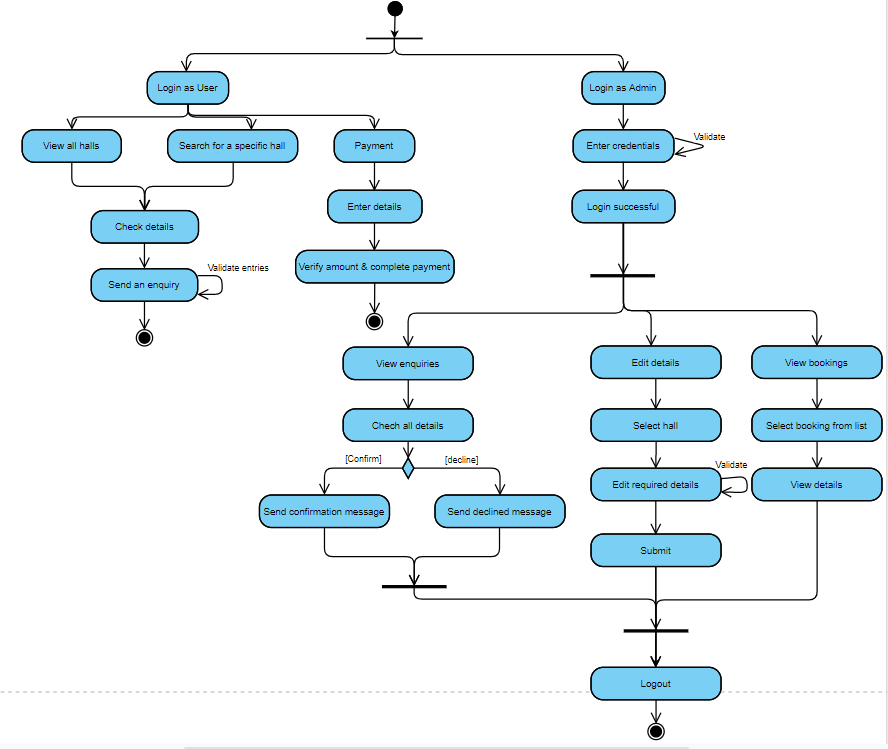 Login as User
Login as Admin
View all halls
Search for a specific hall
Payment
Enter credentials
Validate
Enter details
Login successful
Check details
Verify amount & complete payment
Validate entries
Send an enquiry
View enquiries
Edit details
View bookings
Chech all details
Select hall
Select booking from list
[Confirm]
[decline]
Validate
Edit required details
View details
Send confirmation message
Send declined message
Submit
Logout